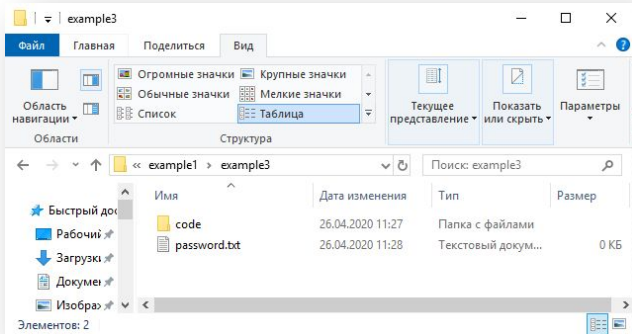 example3
Файл Главная Поделиться Вид
Огромные значки Крупные значки
Обычные значки Мелкие значки
Список Таблица
Область навигации
Текущее представление
Показать или скрыть
Параметры
Области Структура
« example1 › example3 Поиск: example3
Имя Дата изменения Тип Размер
Быстрый дос
code 26.04.2020 11:27 Папка с файлами
Рабочий
password.txt 26.04.2020 11:28 Текстовый докум... 0 КБ
Загрузки
Докумен
Изображ
Элементов: 2